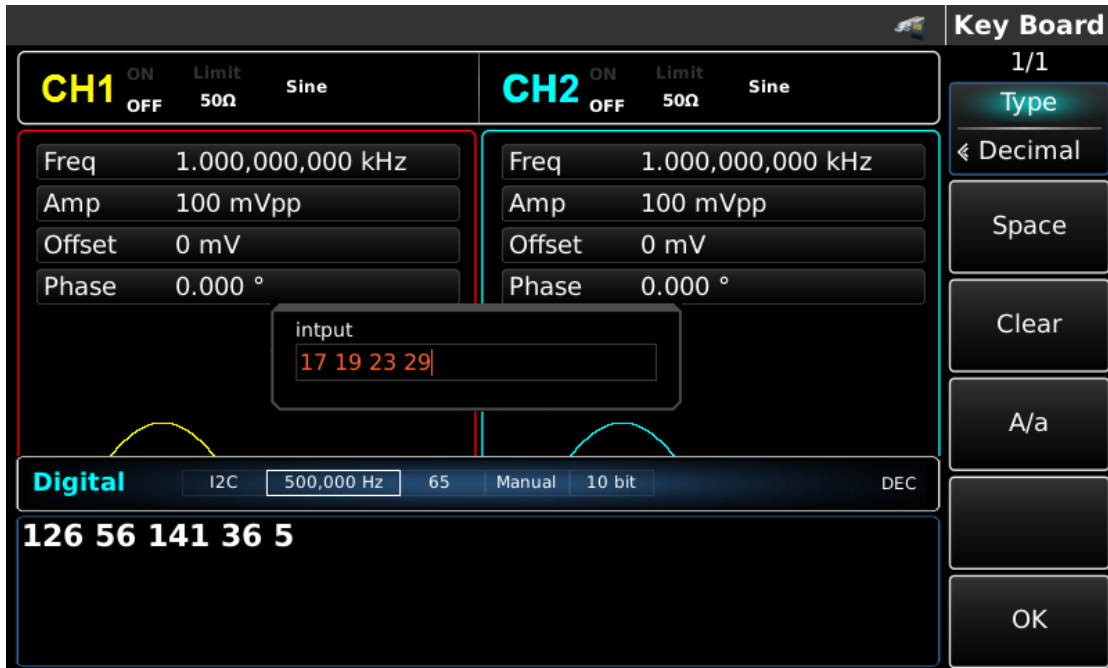 Key Board
1/1
CH1 ON OFF Limit 50Ω Sine
CH2 ON OFF Limit 50Ω Sine
Type
Decimal
Freq 1.000,000,000 kHz
Amp 100 mVpp
Offset 0 mV
Phase 0.000 °
Freq 1.000,000,000 kHz
Amp 100 mVpp
Offset 0 mV
Phase 0.000 °
Space
Clear
intput
17 19 23 29
A/a
Digital I2C 500,000 Hz 65 Manual 10 bit DEC
126 56 141 36 5
OK